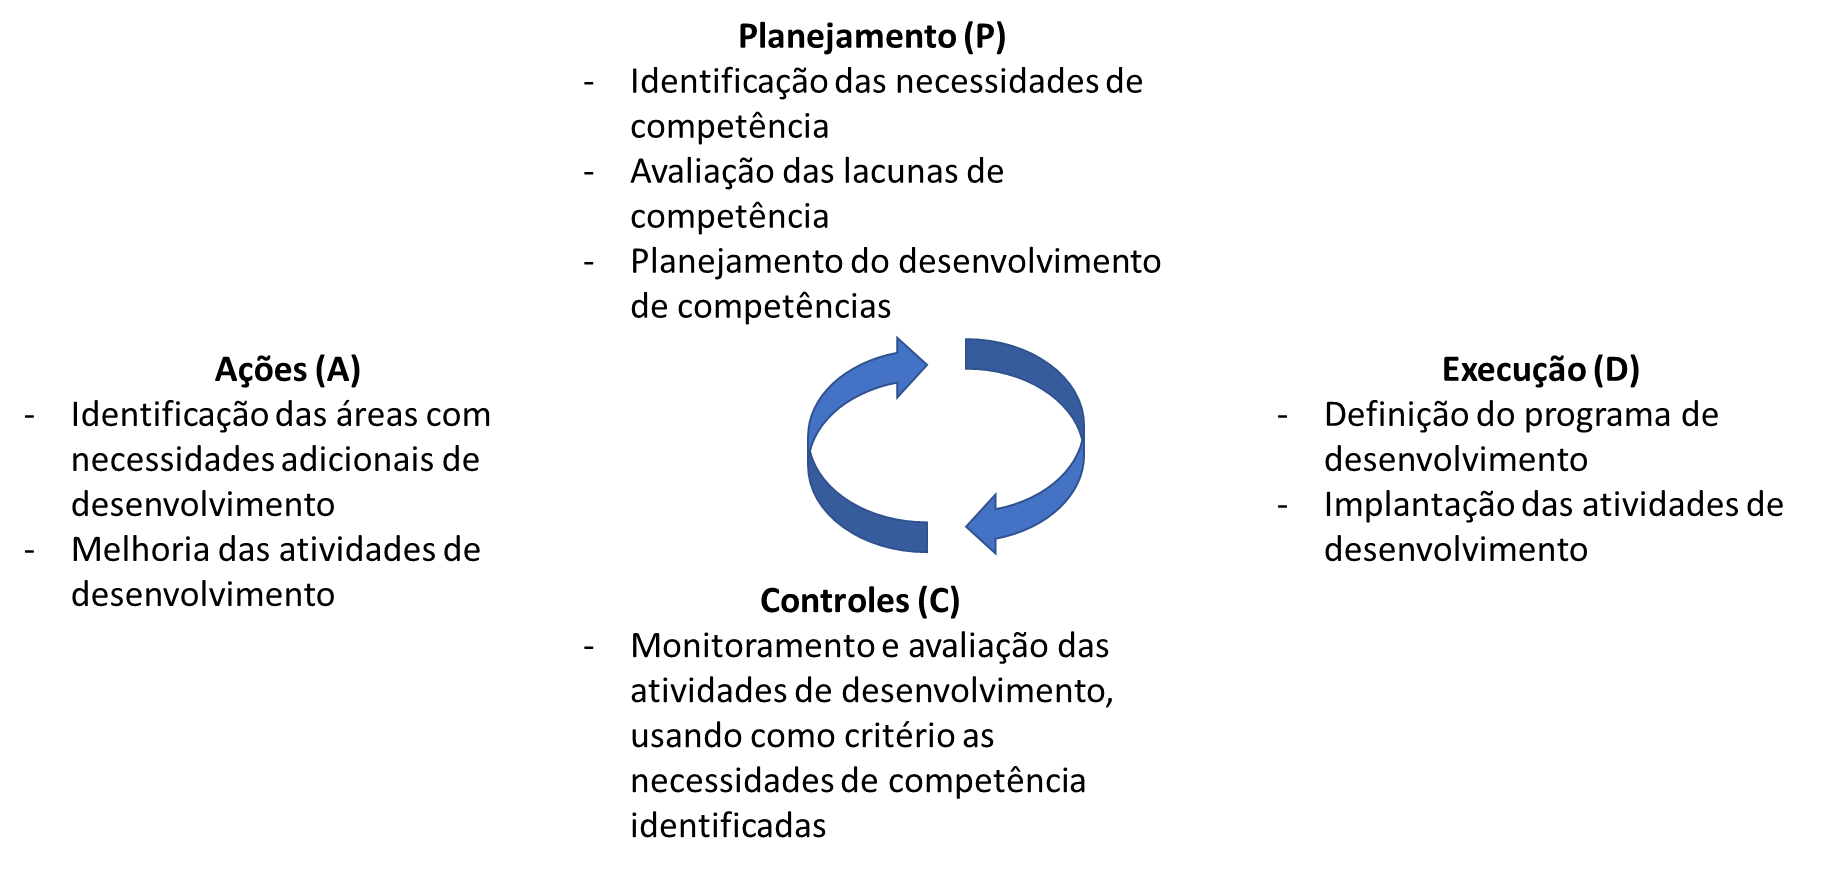 Planejamento (P)
- Identificação das necessidades de
competência
- Avaliação das lacunas de
competência
- Planejamento do desenvolvimento
de competências
Ações (A)
- Identificação das áreas com
necessidades adicionais de
desenvolvimento
- Melhoria das atividades de
desenvolvimento
Execução (D)
- Definição do programa de
desenvolvimento
- Implantação das atividades de
desenvolvimento
Controles (C)
- Monitoramento e avaliação das
atividades de desenvolvimento,
usando como critério as
necessidades de competência
identificadas